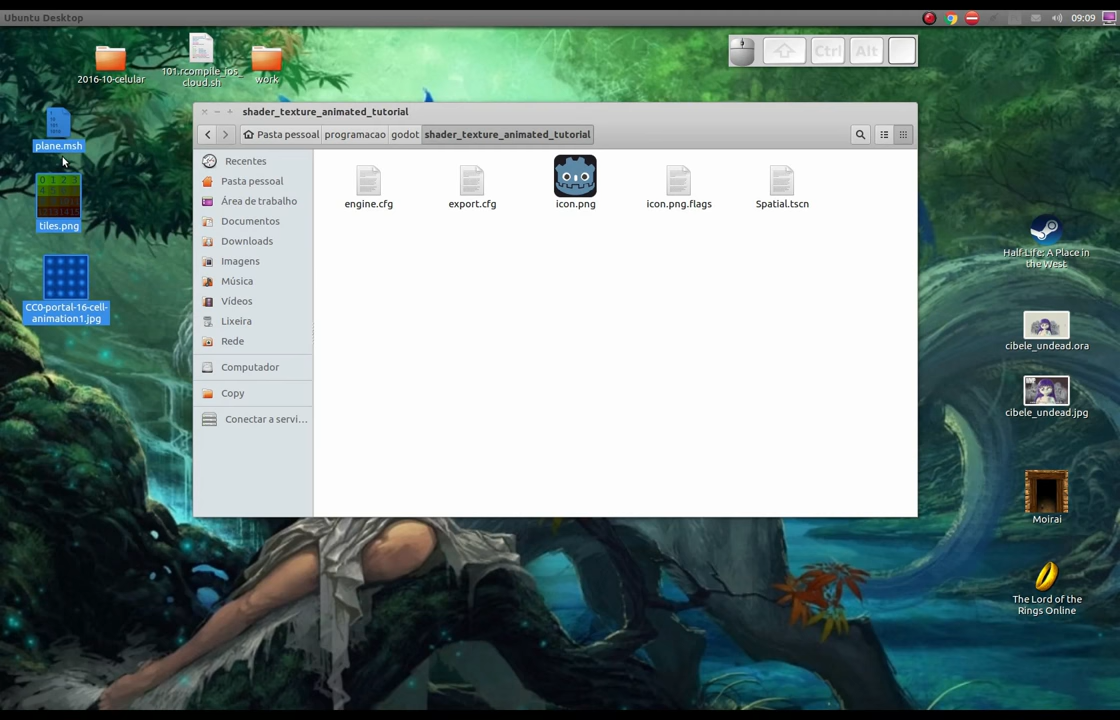 Ubuntu Desktop
09:09
2016-10-celular
101.rcompile_ios_
cloud.sh
work
Ctrl
Alt
shader_texture_animated_tutorial
Pasta pessoal
programacao
godot
shader_texture_animated_tutorial
plane.msh
tiles.png
CC0-portal-16-cell-
animation1.jpg
Recentes
Pasta pessoal
Área de trabalho
Documentos
Downloads
Imagens
Música
Vídeos
Lixeira
Rede
Computador
Copy
Conectar a servi...
engine.cfg
export.cfg
icon.png
icon.png.flags
Spatial.tscn
Half-Life: A Place in
the West
cibele_undead.ora
cibele_undead.jpg
Moirai
The Lord of the
Rings Online